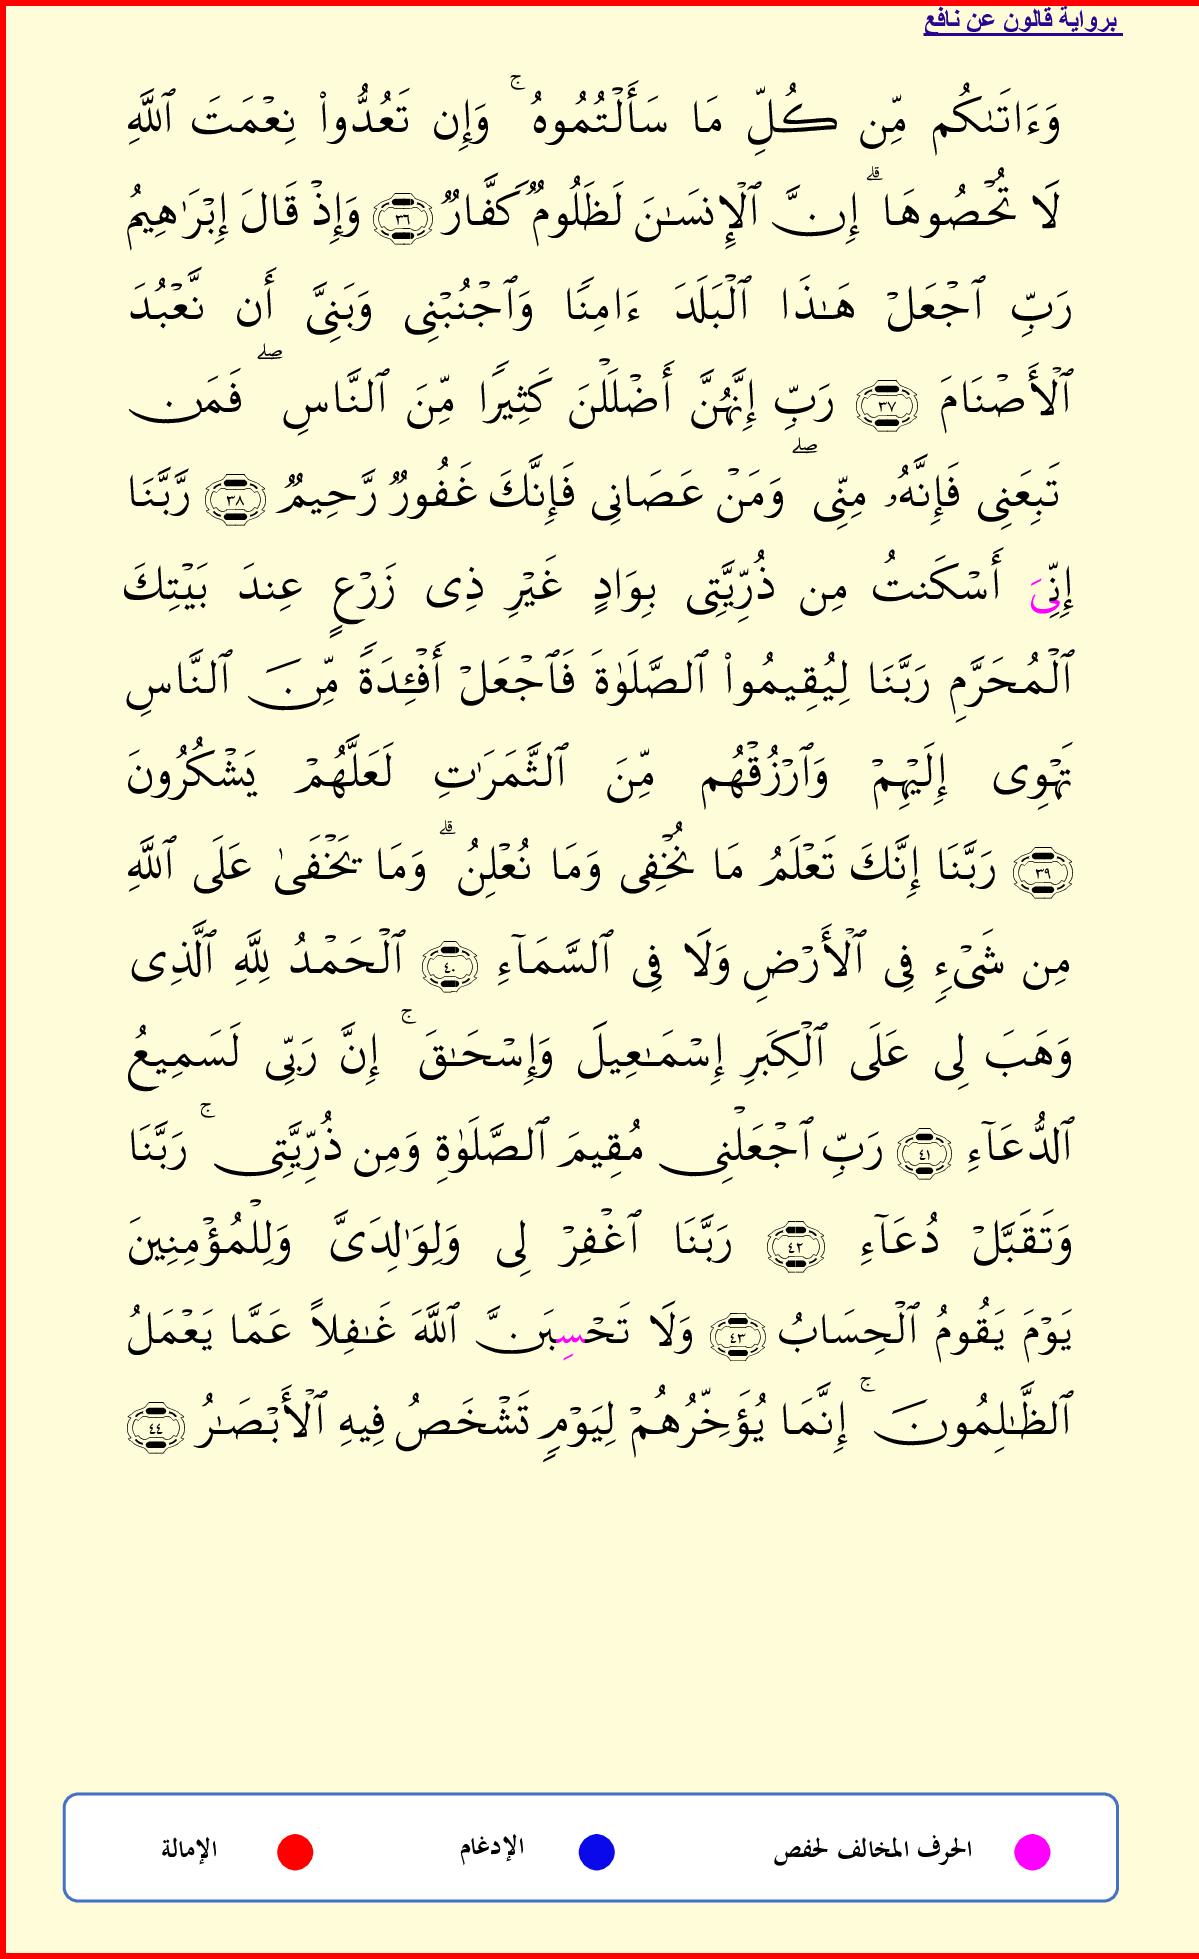 برواية قالون عن نافع
وَءَاتَىٰكُم مِّن كُلِّ مَا سَأَلۡتُمُوهُۚ وَإِن تَعُدُّواْ نِعۡمَتَ ٱللَّهِ
لَا تُحۡصُوهَاۗ إِنَّ ٱلۡإِنسَٰنَ لَظَلُومٞ كَفَّارٞ ٣٦ وَإِذۡ قَالَ إِبۡرَٰهِيمُ
رَبِّ ٱجۡعَلۡ هَٰذَا ٱلۡبَلَدَ ءَامِنٗا وَٱجۡنُبۡنِي وَبَنِيَّ أَن نَّعۡبُدَ
ٱلۡأَصۡنَامَ ٣٧ رَبِّ إِنَّهُنَّ أَضۡلَلۡنَ كَثِيرٗا مِّنَ ٱلنَّاسِۖ فَمَن
تَبِعَنِي فَإِنَّهُۥ مِنِّيۖ وَمَنۡ عَصَانِي فَإِنَّكَ غَفُورٞ رَّحِيمٞ ٣٨ رَّبَّنَا
إِنِّيَ أَسۡكَنتُ مِن ذُرِّيَّتِي بِوَادٍ غَيۡرِ ذِي زَرۡعٍ عِندَ بَيۡتِكَ
ٱلۡمُحَرَّمِ رَبَّنَا لِيُقِيمُواْ ٱلصَّلَوٰةَ فَٱجۡعَلۡ أَفۡـِٔدَةٗ مِّنَ ٱلنَّاسِ
تَهۡوِي إِلَيۡهِمۡ وَٱرۡزُقۡهُم مِّنَ ٱلثَّمَرَٰتِ لَعَلَّهُمۡ يَشۡكُرُونَ
٣٩ رَبَّنَا إِنَّكَ تَعۡلَمُ مَا نُخۡفِي وَمَا نُعۡلِنُۗ وَمَا يَخۡفَىٰ عَلَى ٱللَّهِ
مِن شَيۡءٖ فِي ٱلۡأَرۡضِ وَلَا فِي ٱلسَّمَآءِ ٤٠ ٱلۡحَمۡدُ لِلَّهِ ٱلَّذِي
وَهَبَ لِي عَلَى ٱلۡكِبَرِ إِسۡمَٰعِيلَ وَإِسۡحَٰقَۚ إِنَّ رَبِّي لَسَمِيعُ
ٱلدُّعَآءِ ٤١ رَبِّ ٱجۡعَلۡنِي مُقِيمَ ٱلصَّلَوٰةِ وَمِن ذُرِّيَّتِيۚ رَبَّنَا
وَتَقَبَّلۡ دُعَآءِ ٤٢ رَبَّنَا ٱغۡفِرۡ لِي وَلِوَٰلِدَيَّ وَلِلۡمُؤۡمِنِينَ
يَوۡمَ يَقُومُ ٱلۡحِسَابُ ٤٣ وَلَا تَحۡسِبَنَّ ٱللَّهَ غَٰفِلاً عَمَّا يَعۡمَلُ
ٱلظَّٰلِمُونَۚ إِنَّمَا يُؤَخِّرُهُمۡ لِيَوۡمٖ تَشۡخَصُ فِيهِ ٱلۡأَبۡصَٰرُ ٤٤
الحرف المخالف لحفص الإدغام الإمالة